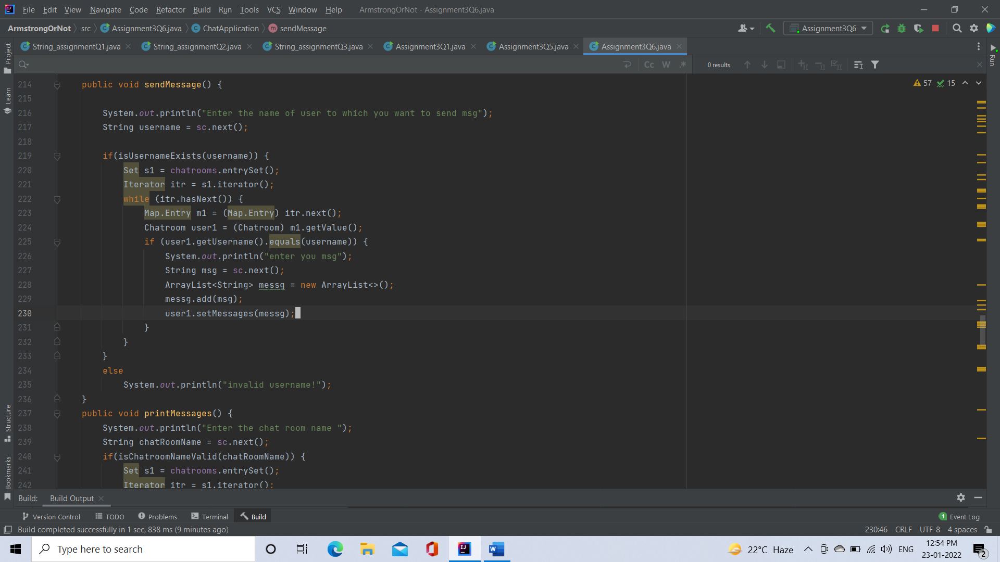 File Edit View Navigate Code Refactor Build Run Tools VCS Window Help ArmstrongOrNot - Assignment3Q6.java
ArmstrongOrNot src Assignment3Q6.java ChatApplication sendMessage Assignment3Q6
String_assignmentQ1.java String_assignmentQ2.java String_assignmentQ3.java Assignment3Q1.java Assignment3Q5.java Assignment3Q6.java
Cc W .* 0 results
57 15
Project
Learn
Structure
Bookmarks
Run
214 public void sendMessage() {
215
216 System.out.println("Enter the name of user to which you want to send msg");
217 String username = sc.next();
218
219 if(isUsernameExists(username)) {
220 Set s1 = chatrooms.entrySet();
221 Iterator itr = s1.iterator();
222 while (itr.hasNext()) {
223 Map.Entry m1 = (Map.Entry) itr.next();
224 Chatroom user1 = (Chatroom) m1.getValue();
225 if (user1.getUsername().equals(username)) {
226 System.out.println("enter you msg");
227 String msg = sc.next();
228 ArrayList<String> messg = new ArrayList<>();
229 messg.add(msg);
230 user1.setMessages(messg);
231 }
232 }
233 }
234 else
235 System.out.println("invalid username!");
236 }
237 public void printMessages() {
238 System.out.println("Enter the chat room name ");
239 String chatRoomName = sc.next();
240 if(isChatroomNameValid(chatRoomName)) {
241 Set s1 = chatrooms.entrySet();
242 Iterator itr = s1.iterator();
Build: Build Output
Version Control TODO Problems Terminal Build 1 Event Log
Build completed successfully in 1 sec, 838 ms (9 minutes ago) 230:46 CRLF UTF-8 4 spaces
Type here to search 22°C Haze ENG 12:54 PM
23-01-2022 2